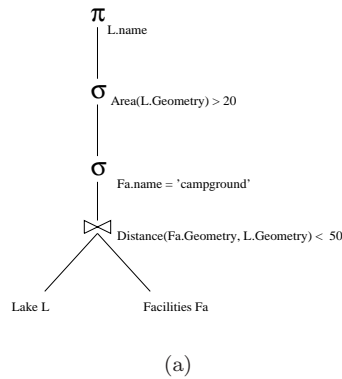 π
L.name
σ
Area(L.Geometry) > 20
σ
Fa.name = ’campground’
Distance(Fa.Geometry, L.Geometry) < 50
Lake L Facilities Fa
(a)